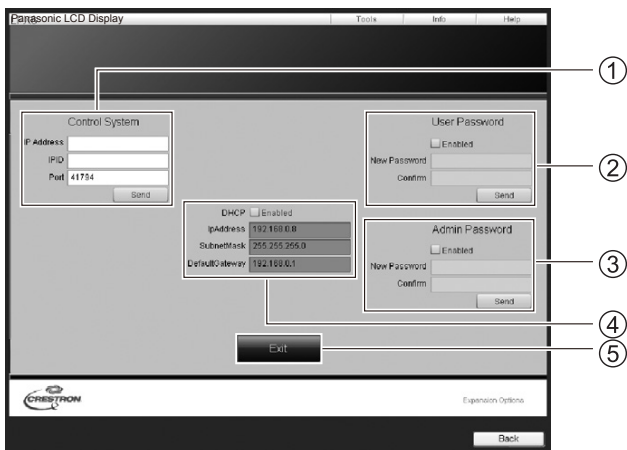 Panasonic LCD Display
Tools
Info
Help
①
Control System
User Password
IP Address
Enabled
IPID
New Password
②
Port 41794
Confirm
Send
Send
DHCP Enabled
IpAddress 192.168.0.8
Admin Password
SubnetMask 255.255.255.0
Enabled
DefaultGateway 192.168.0.1
New Password
③
Confirm
Send
④
Exit
⑤
CRESTRON
Expansion Options
Back